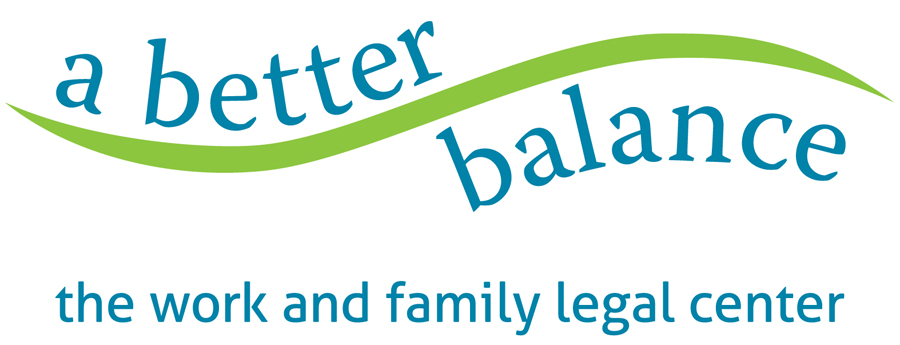 a better
balance
the work and family legal center